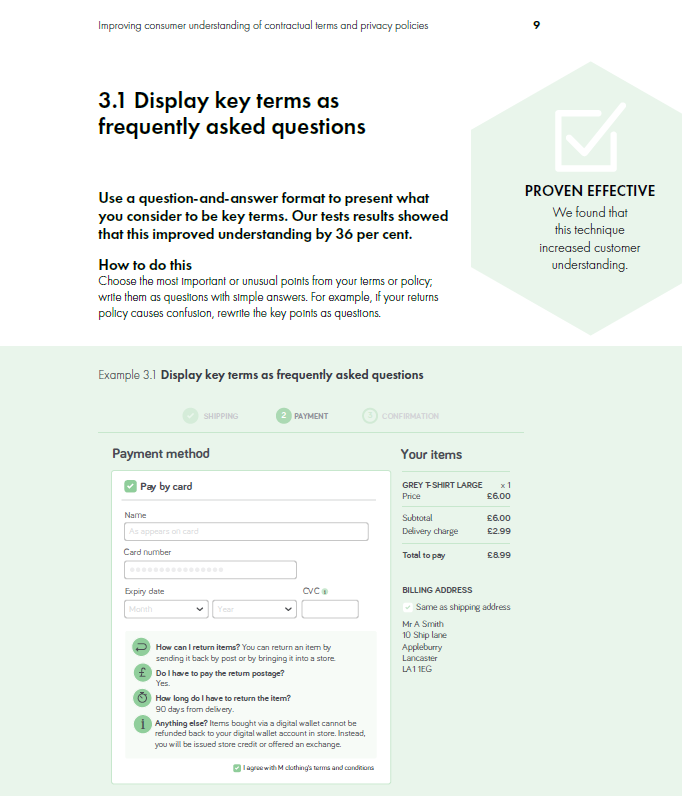 Improving consumer understanding of contractual terms and privacy policies
9
3.1 Display key terms as
frequently asked questions
PROVEN EFFECTIVE
We found that
this technique
increased customer
understanding.
Use a question-and-answer format to present what
you consider to be key terms. Our tests results showed
that this improved understanding by 36 per cent.
How to do this
Choose the most important or unusual points from your terms or policy;
write them as questions with simple answers. For example, if your returns
policy causes confusion, rewrite the key points as questions.
Example 3.1 Display key terms as frequently asked questions
SHIPPING
2 PAYMENT
3 CONFIRMATION
Payment method
Pay by card
Name
As appears on card
Card number
Expiry date
CVC i
Month
Year
How can I return items? You can return an item by
sending it back by post or by bringing it into a store.
£ Do I have to pay the return postage?
Yes.
How long do I have to return the item?
90 days from delivery.
i Anything else? Items bought via a digital wallet cannot be
refunded back to your digital wallet account in store. Instead,
you will be issued store credit or offered an exchange.
I agree with M clothing's terms and conditions
Your items
GREY T-SHIRT LARGE x 1
Price £6.00
Subtotal £6.00
Delivery charge £2.99
Total to pay £8.99
BILLING ADDRESS
Same as shipping address
Mr A Smith
10 Ship lane
Appleburry
Lancaster
LA1 1EG